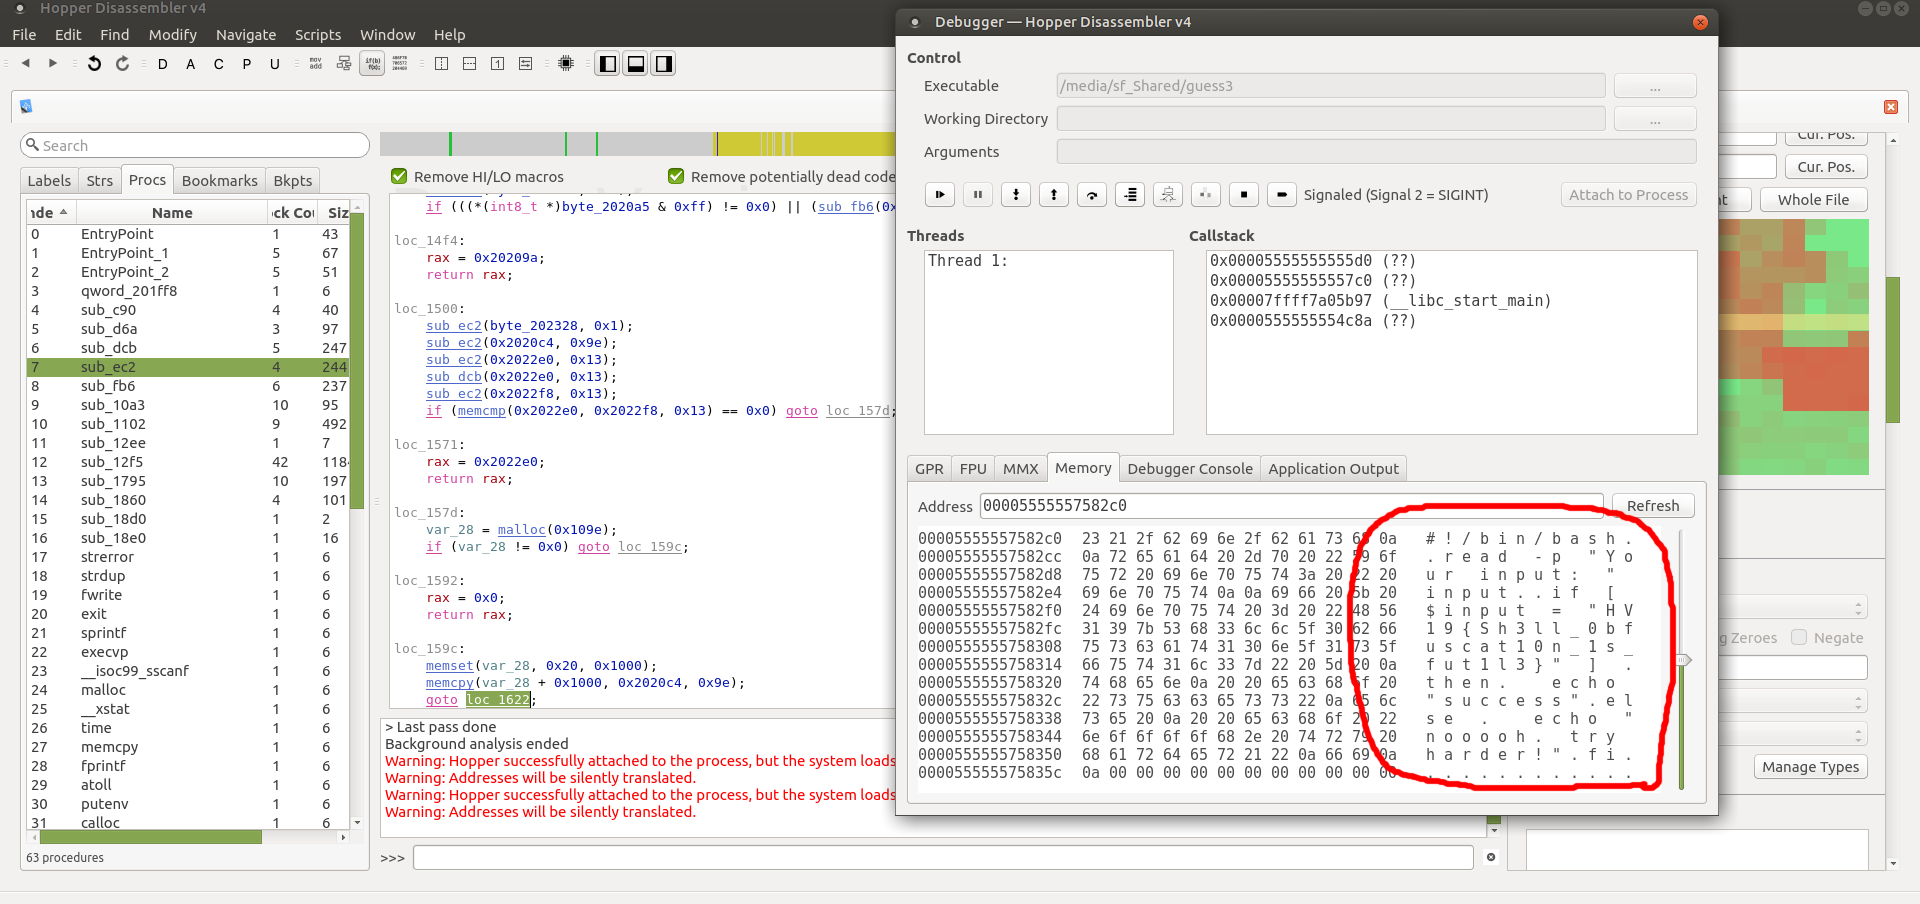 Hopper Disassembler v4
File Edit Find Modify Navigate Scripts Window Help
D A C P U
Search
Labels Strs Procs Bookmarks Bkpts
Name
0 EntryPoint 1 43
1 EntryPoint_1 5 67
2 EntryPoint_2 5 51
3 qword_201ff8 1 6
4 sub_c90 4 40
5 sub_d6a 3 97
6 sub_dcb 5 247
7 sub_ec2 4 244
8 sub_fb6 6 237
9 sub_10a3 10 95
10 sub_1102 9 492
11 sub_12ee 1 7
12 sub_12f5 42 118
13 sub_1795 10 197
14 sub_1860 4 101
15 sub_18d0 1 2
16 sub_18e0 1 16
17 strerror 1 6
18 strdup 1 6
19 fwrite 1 6
20 exit 1 6
21 sprintf 1 6
22 execvp 1 6
23 __isoc99_sscanf 1 6
24 malloc 1 6
25 __xstat 1 6
26 time 1 6
27 memcpy 1 6
28 fprintf 1 6
29 atoll 1 6
30 putenv 1 6
31 calloc 1 6
63 procedures
Remove HI/LO macros Remove potentially dead code
if (((*(int8_t *)byte_2020a5 & 0xff) != 0x0) || (sub_fb6(0x
loc_14f4:
rax = 0x20209a;
return rax;
loc_1500:
sub_ec2(byte_202328, 0x1);
sub_ec2(0x2020c4, 0x9e);
sub_ec2(0x2022e0, 0x13);
sub_dcb(0x2022e0, 0x13);
sub_ec2(0x2022f8, 0x13);
if (memcmp(0x2022e0, 0x2022f8, 0x13) == 0x0) goto loc_157d;
loc_1571:
rax = 0x2022e0;
return rax;
loc_157d:
var_28 = malloc(0x109e);
if (var_28 != 0x0) goto loc_159c;
loc_1592:
rax = 0x0;
return rax;
loc_159c:
memset(var_28, 0x20, 0x1000);
memcpy(var_28 + 0x1000, 0x2020c4, 0x9e);
goto loc_1622;
> Last pass done
Background analysis ended
Warning: Hopper successfully attached to the process, but the system loads
Warning: Addresses will be silently translated.
Warning: Hopper successfully attached to the process, but the system loads
Warning: Addresses will be silently translated.
>>>
Debugger — Hopper Disassembler v4
Control
Executable /media/sf_Shared/guess3 ...
Working Directory ...
Arguments
Signaled (Signal 2 = SIGINT) Attach to Process
Threads Callstack
Thread 1:
0x00005555555555d0 (??)
0x00005555555557c0 (??)
0x00007ffff7a05b97 (__libc_start_main)
0x0000555555554c8a (??)
GPR FPU MMX Memory Debugger Console Application Output
Address 00005555557582c0 Refresh
00005555557582c0 23 21 2f 62 69 6e 2f 62 61 73 68 0a #!/bin/bash.
00005555557582cc 0a 72 65 61 64 20 2d 70 20 22 59 6f .read -p "Yo
00005555557582d8 75 72 20 69 6e 70 75 74 3a 20 22 20 ur input: "
00005555557582e4 69 6e 70 75 74 0a 0a 69 66 20 5b 20 input..if [
00005555557582f0 24 69 6e 70 75 74 20 3d 20 22 48 56 $input = "HV
00005555557582fc 31 39 7b 53 68 33 6c 6c 5f 30 62 66 19{Sh3ll_0bf
0000555555758308 75 73 63 61 74 31 30 6e 5f 31 73 5f uscat10n_1s_
0000555555758314 66 75 74 31 6c 33 7d 22 20 5d 20 0a fut1l3}" ] .
0000555555758320 74 68 65 6e 0a 20 20 65 63 68 6f 20 then.  echo
000055555575832c 22 73 75 63 63 65 73 73 22 0a 65 6c "success".el
0000555555758338 73 65 20 0a 20 20 65 63 68 6f 20 22 se .  echo "
0000555555758344 6e 6f 6f 6f 6f 68 2e 20 74 72 79 20 nooooh. try
0000555555758350 68 61 72 64 65 72 21 22 0a 66 69 0a harder!".fi.
000055555575835c 0a 00 00 00 00 00 00 00 00 00 00 00 ............
Cur. Pos.
Cur. Pos.
Whole File
Zeroes Negate
Manage Types